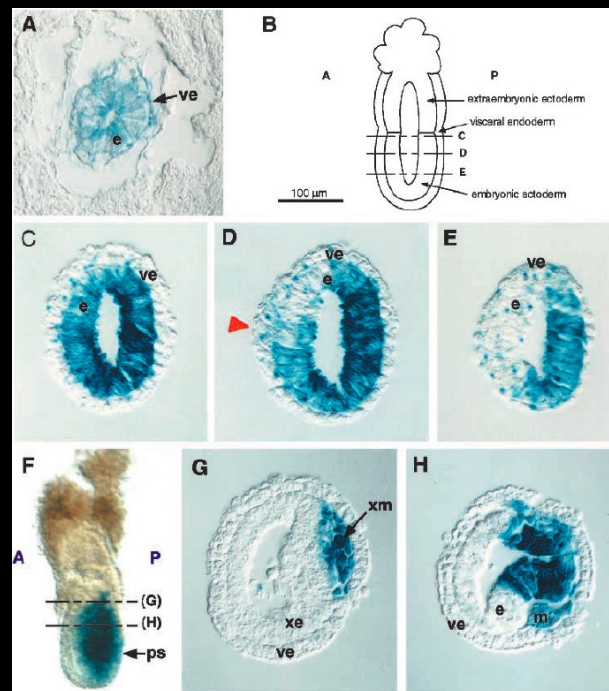 A
ve
e
B
A
P
extraembryonic ectoderm
visceral endoderm
C
D
E
embryonic ectoderm
100 µm
C
ve
e
D
ve
e
E
ve
e
F
A
P
(G)
(H)
ps
G
xm
xe
ve
H
e
m
ve